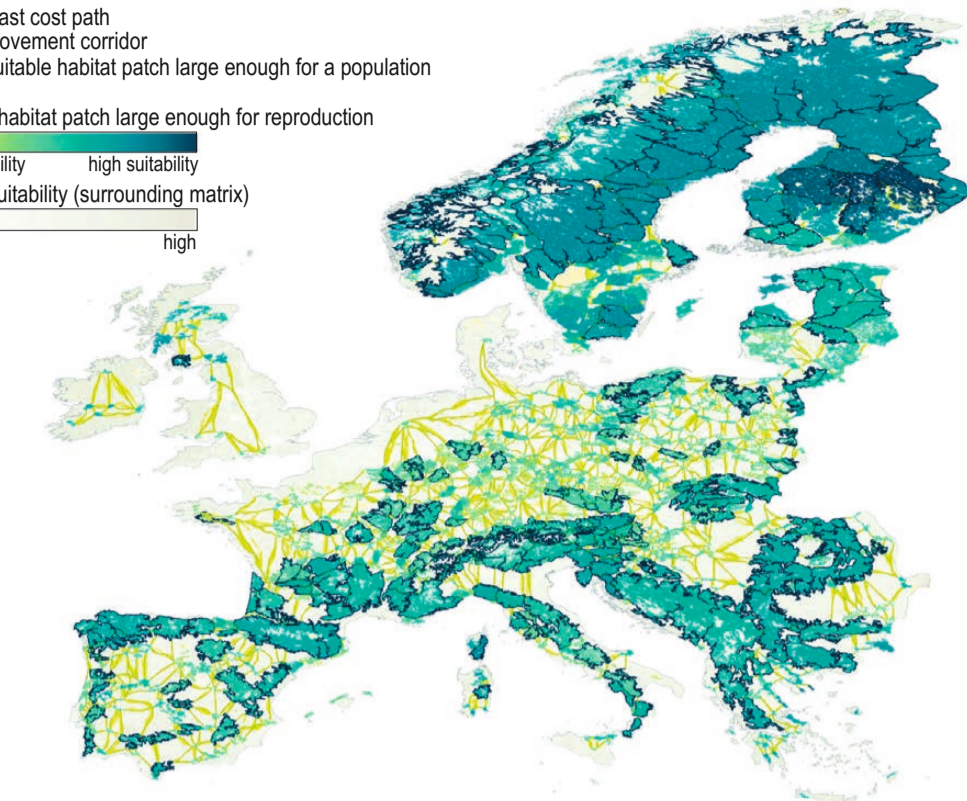 ast cost path
ovement corridor
uitable habitat patch large enough for a population
habitat patch large enough for reproduction
ility high suitability
uitability (surrounding matrix)
high